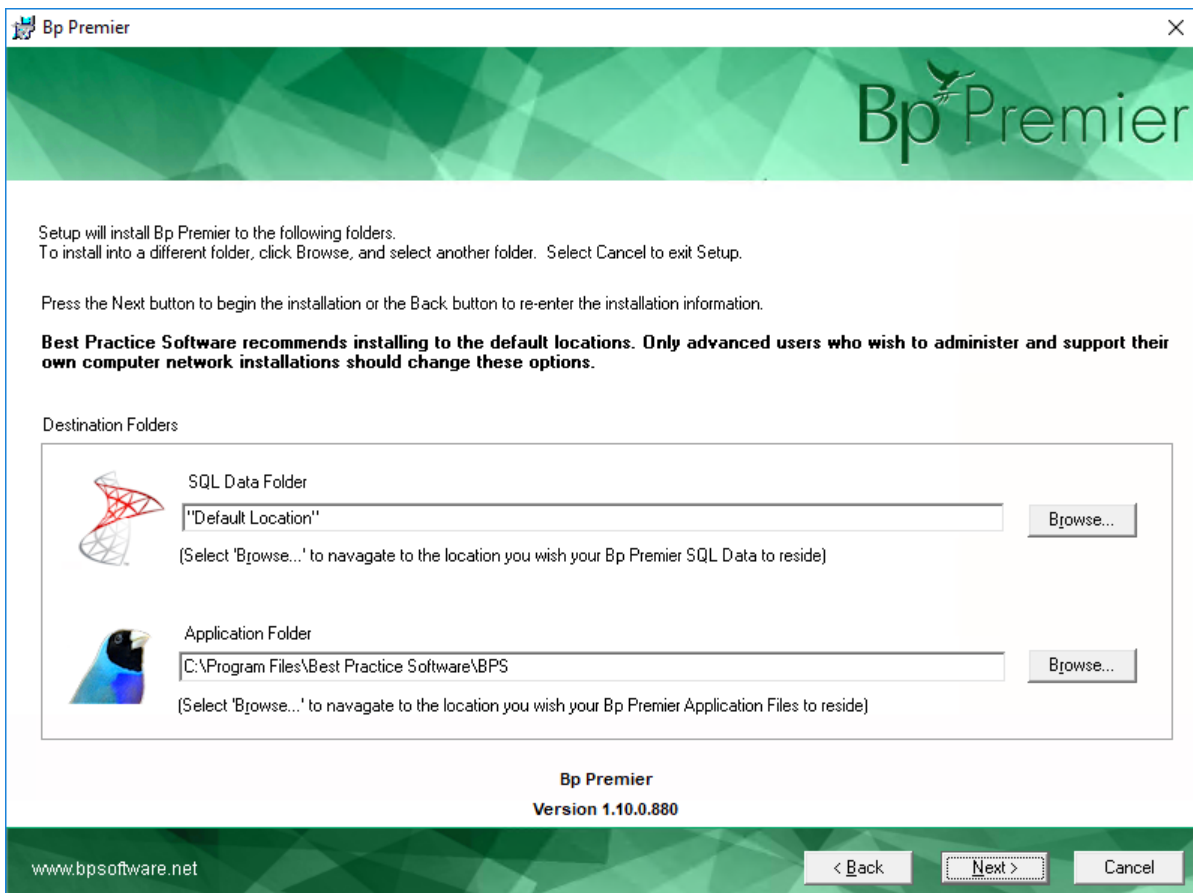 Bp Premier
Bp Premier
Setup will install Bp Premier to the following folders.
To install into a different folder, click Browse, and select another folder.  Select Cancel to exit Setup.
Press the Next button to begin the installation or the Back button to re-enter the installation information.
Best Practice Software recommends installing to the default locations. Only advanced users who wish to administer and support their
own computer network installations should change these options.
Destination Folders
SQL Data Folder
"Default Location"
Browse...
(Select 'Browse...' to navagate to the location you wish your Bp Premier SQL Data to reside)
Application Folder
C:\Program Files\Best Practice Software\BPS
Browse...
(Select 'Browse...' to navagate to the location you wish your Bp Premier Application Files to reside)
Bp Premier
Version 1.10.0.880
www.bpsoftware.net
< Back
Next >
Cancel